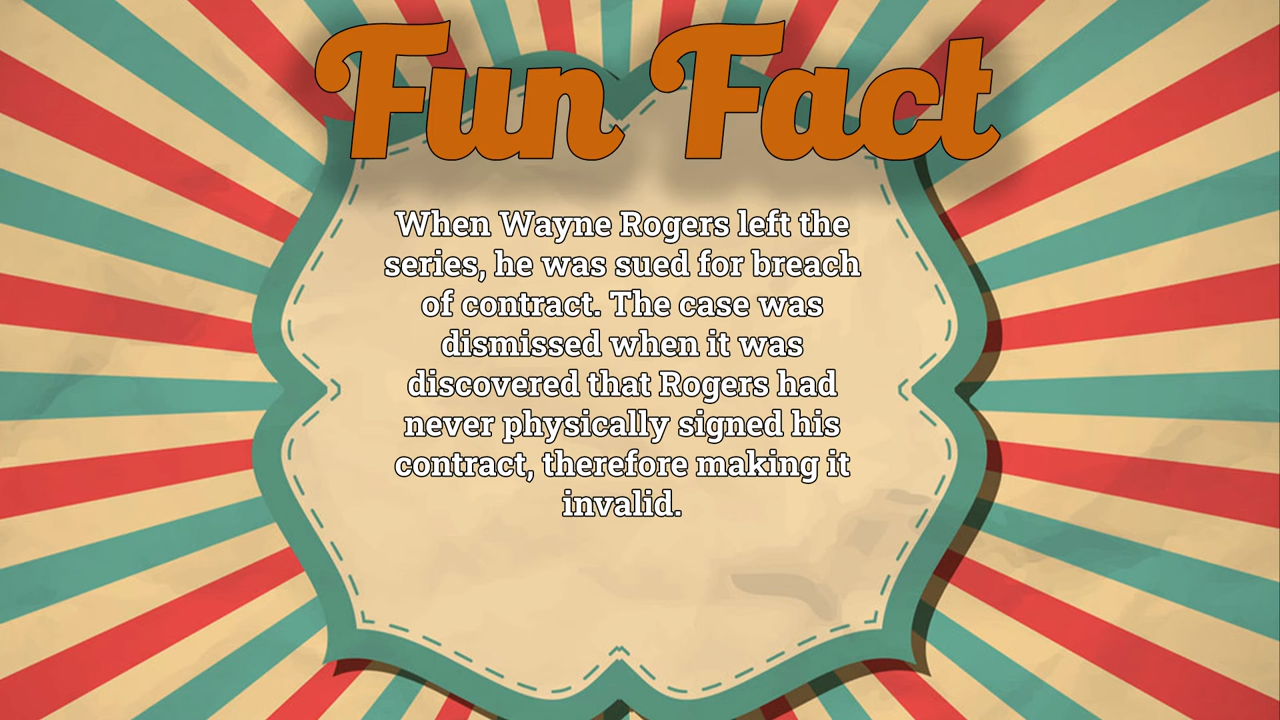 Fun Fact
When Wayne Rogers left the
series, he was sued for breach
of contract. The case was
dismissed when it was
discovered that Rogers had
never physically signed his
contract, therefore making it
invalid.